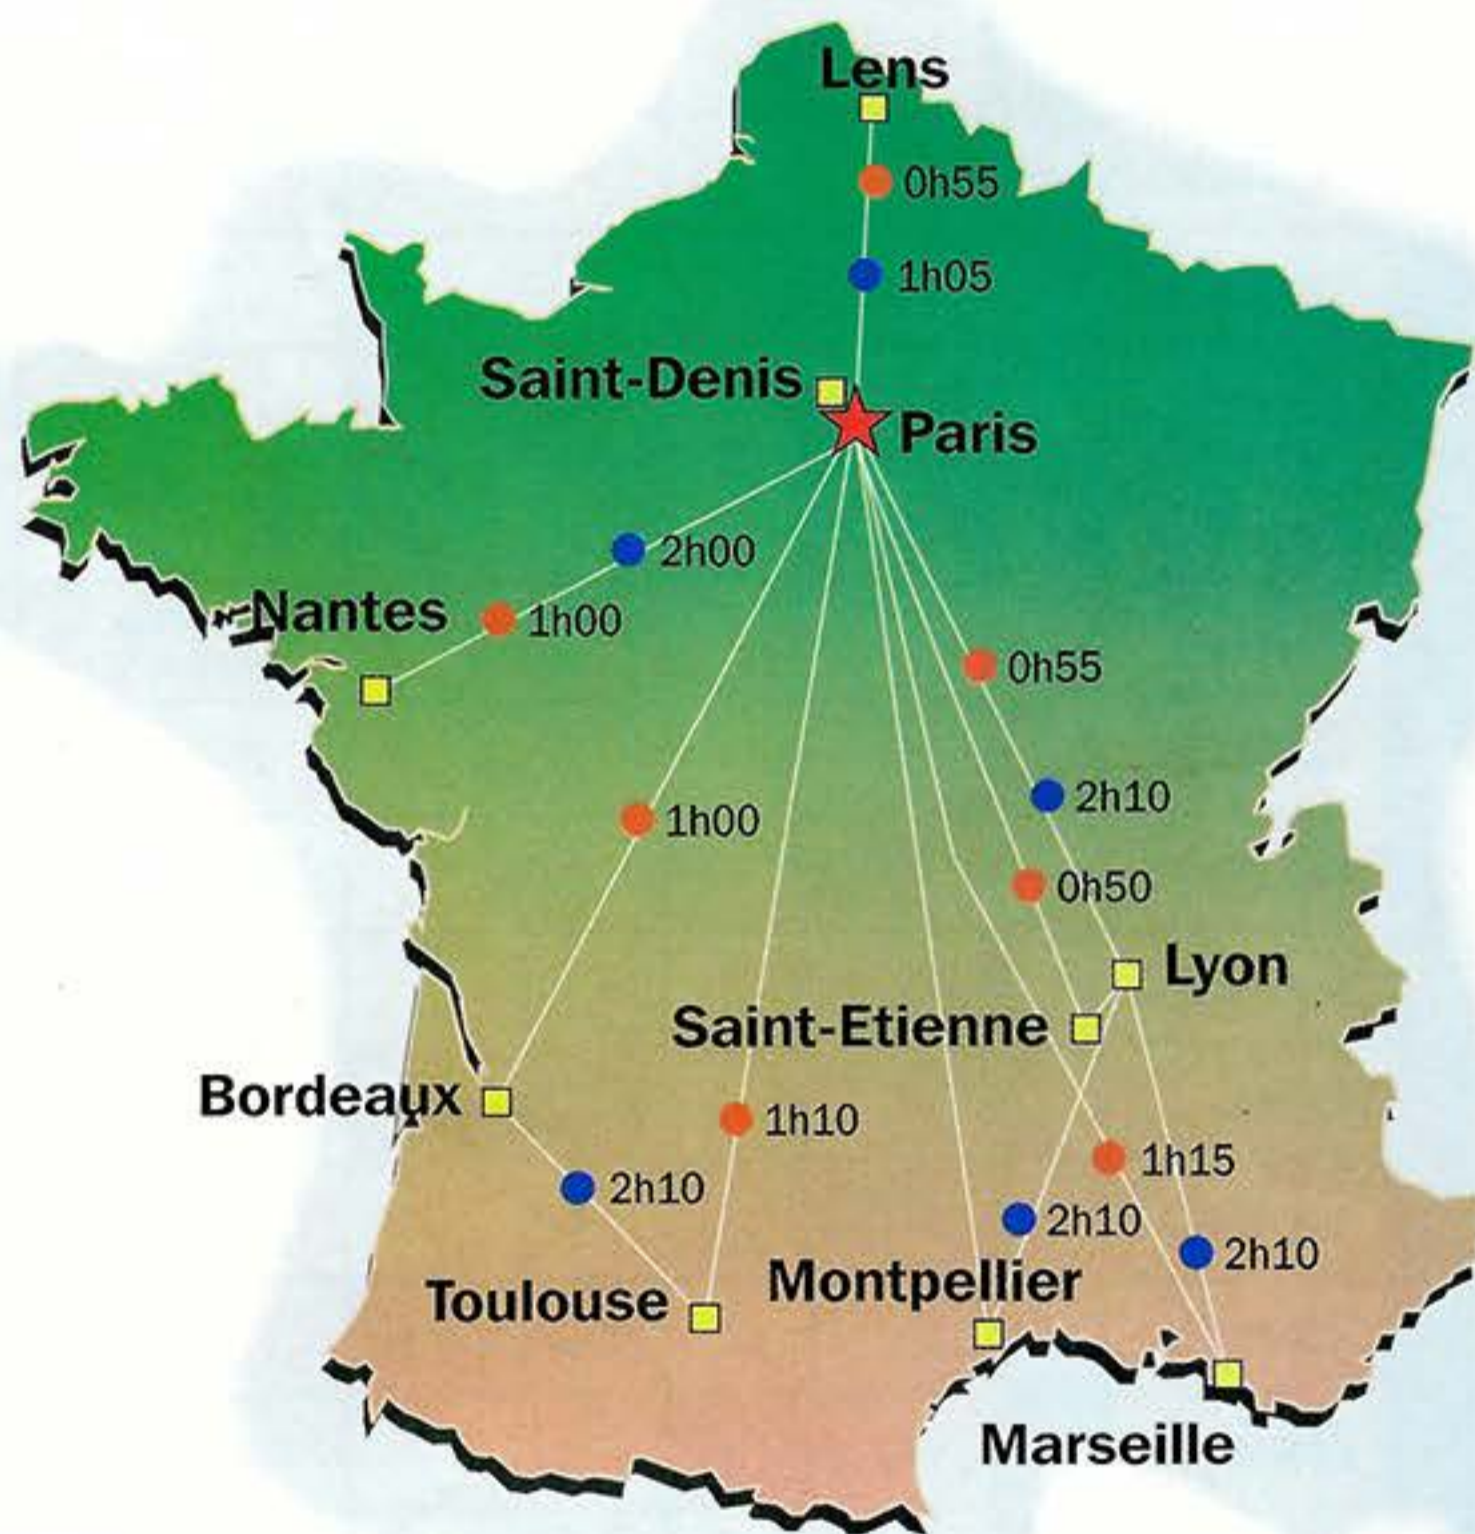 Lens
0h55
1h05
Saint-Denis
Paris
2h00
Nantes
1h00
0h55
2h10
1h00
0h50
Lyon
Saint-Etienne
Bordeaux
1h10
2h10
1h15
2h10
2h10
Montpellier
Toulouse
Marseille